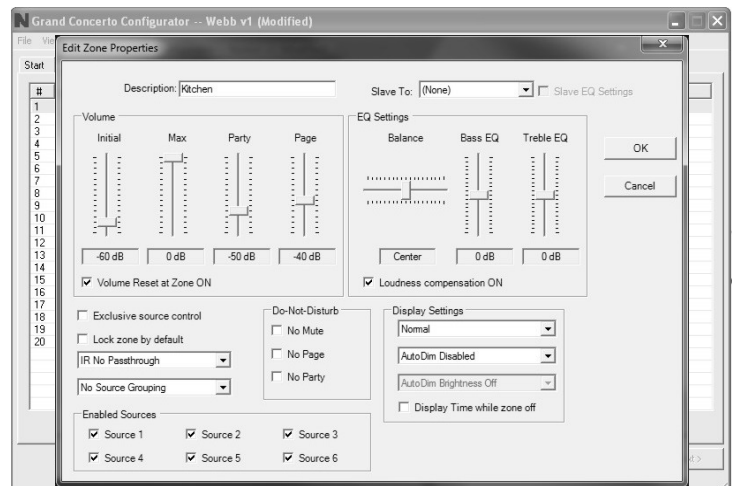 N Grand Concerto Configurator -- Webb v1 (Modified)
File Vie
Edit Zone Properties
Start
#
1
2
3
4
5
6
7
8
9
10
11
12
13
14
15
16
17
18
19
20
Description: Kitchen
Slave To: (None)
Slave EQ Settings
Volume
Initial Max Party Page
-60 dB 0 dB -50 dB -40 dB
Volume Reset at Zone ON
EQ Settings
Balance Bass EQ Treble EQ
Center 0 dB 0 dB
Loudness compensation ON
OK
Cancel
Exclusive source control
Lock zone by default
IR No Passthrough
No Source Grouping
Do-Not-Disturb
No Mute
No Page
No Party
Display Settings
Normal
AutoDim Disabled
AutoDim Brightness Off
Display Time while zone off
Enabled Sources
Source 1 Source 2 Source 3
Source 4 Source 5 Source 6